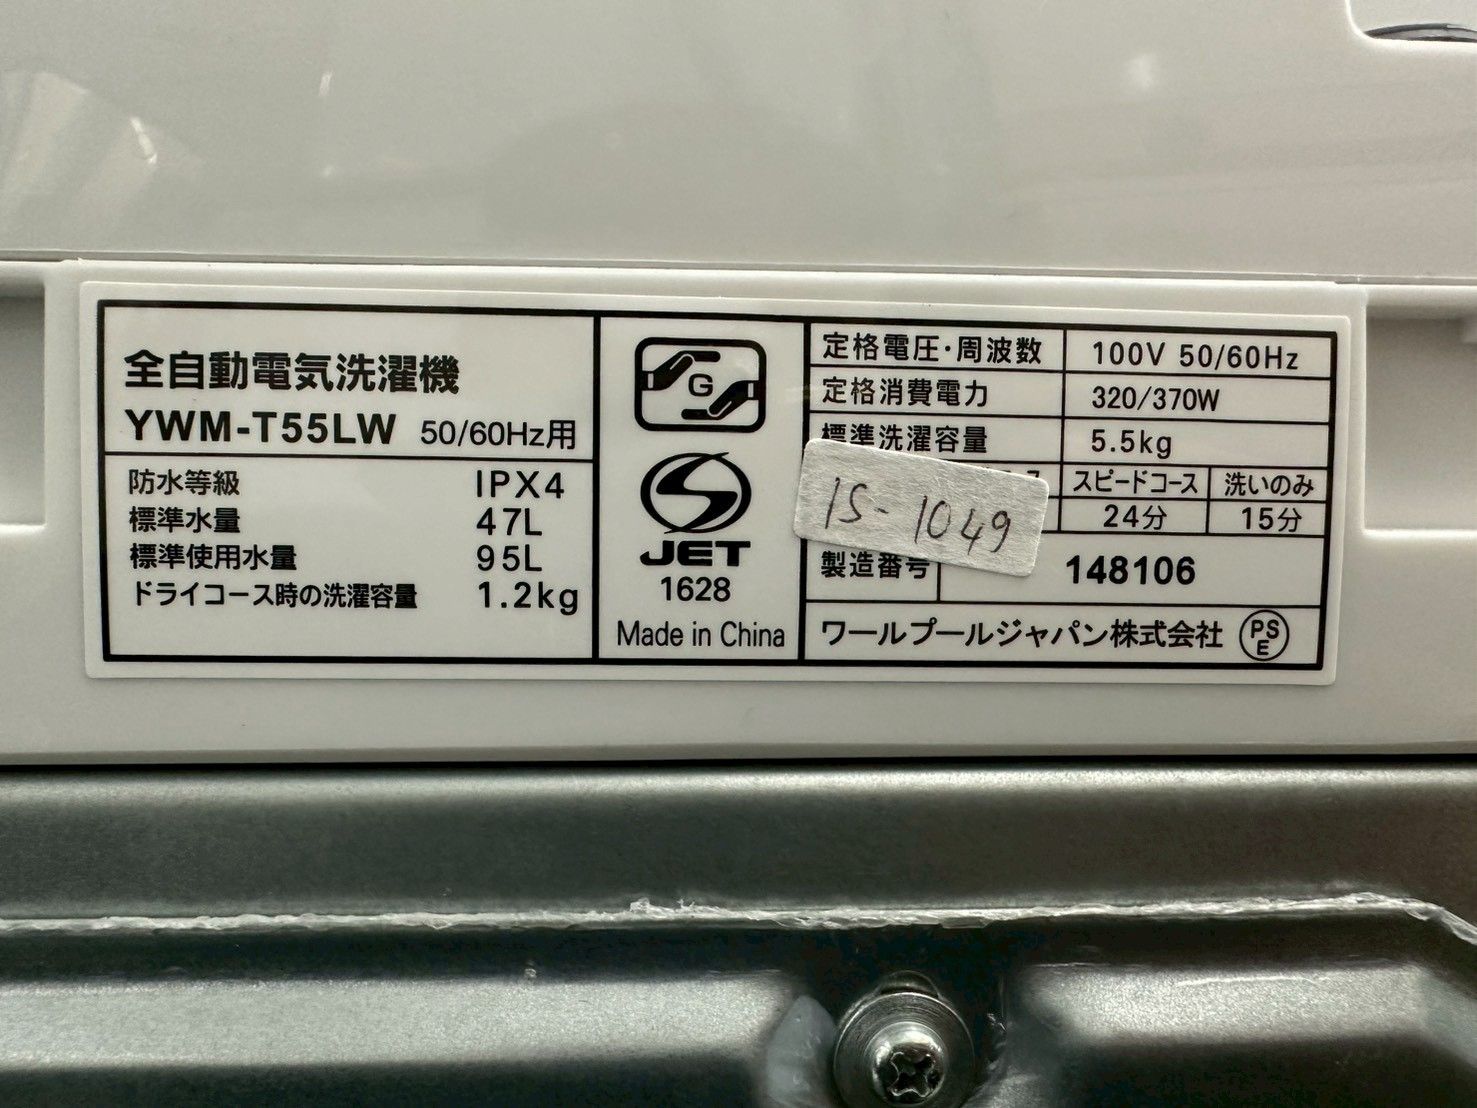 全自動電気洗濯機
YWM-T55LW 50/60Hz用
防水等級 IPX4
標準水量 47L
標準使用水量 95L
ドライコース時の洗濯容量 1.2kg
G
JET
1628
Made in China
定格電圧・周波数 100V 50/60Hz
定格消費電力 320/370W
標準洗濯容量 5.5kg
スピードコース 洗いのみ
24分 15分
IS-1049
製造番号 148106
ワールプールジャパン株式会社 PSE